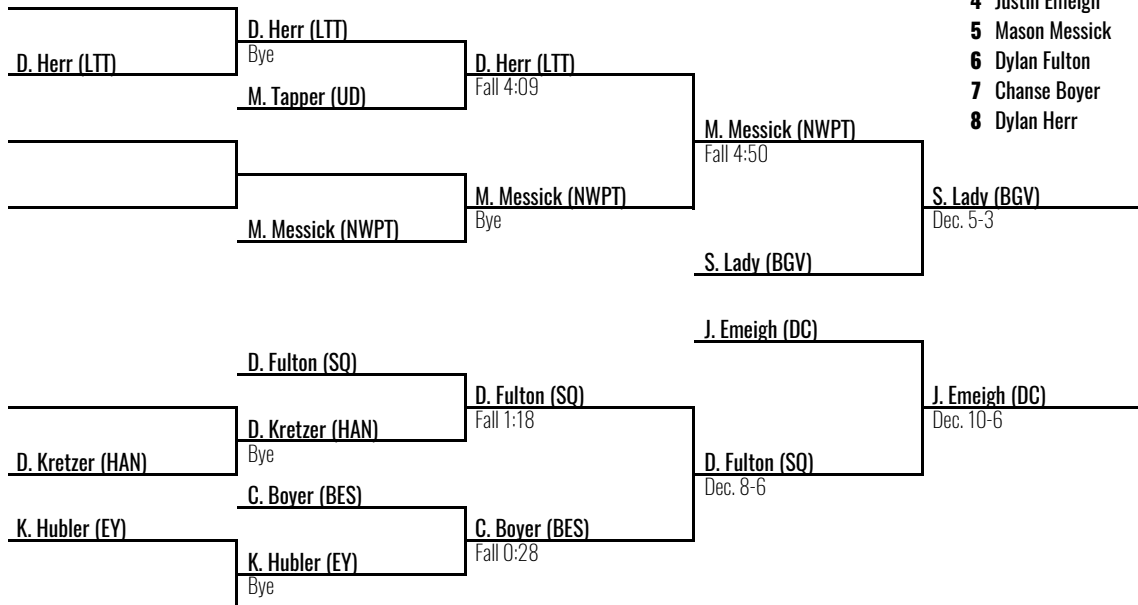 4 Justin Emeigh
5 Mason Messick
6 Dylan Fulton
7 Chanse Boyer
8 Dylan Herr
D. Herr (LTT)
D. Herr (LTT)
Bye
M. Tapper (UD)
D. Herr (LTT)
Fall 4:09
M. Messick (NWPT)
Fall 4:50
M. Messick (NWPT)
M. Messick (NWPT)
Bye
S. Lady (BGV)
Dec. 5-3
S. Lady (BGV)
J. Emeigh (DC)
D. Fulton (SQ)
D. Fulton (SQ)
Fall 1:18
J. Emeigh (DC)
Dec. 10-6
D. Kretzer (HAN)
Bye
D. Kretzer (HAN)
D. Fulton (SQ)
Dec. 8-6
C. Boyer (BES)
K. Hubler (EY)
C. Boyer (BES)
Fall 0:28
K. Hubler (EY)
Bye